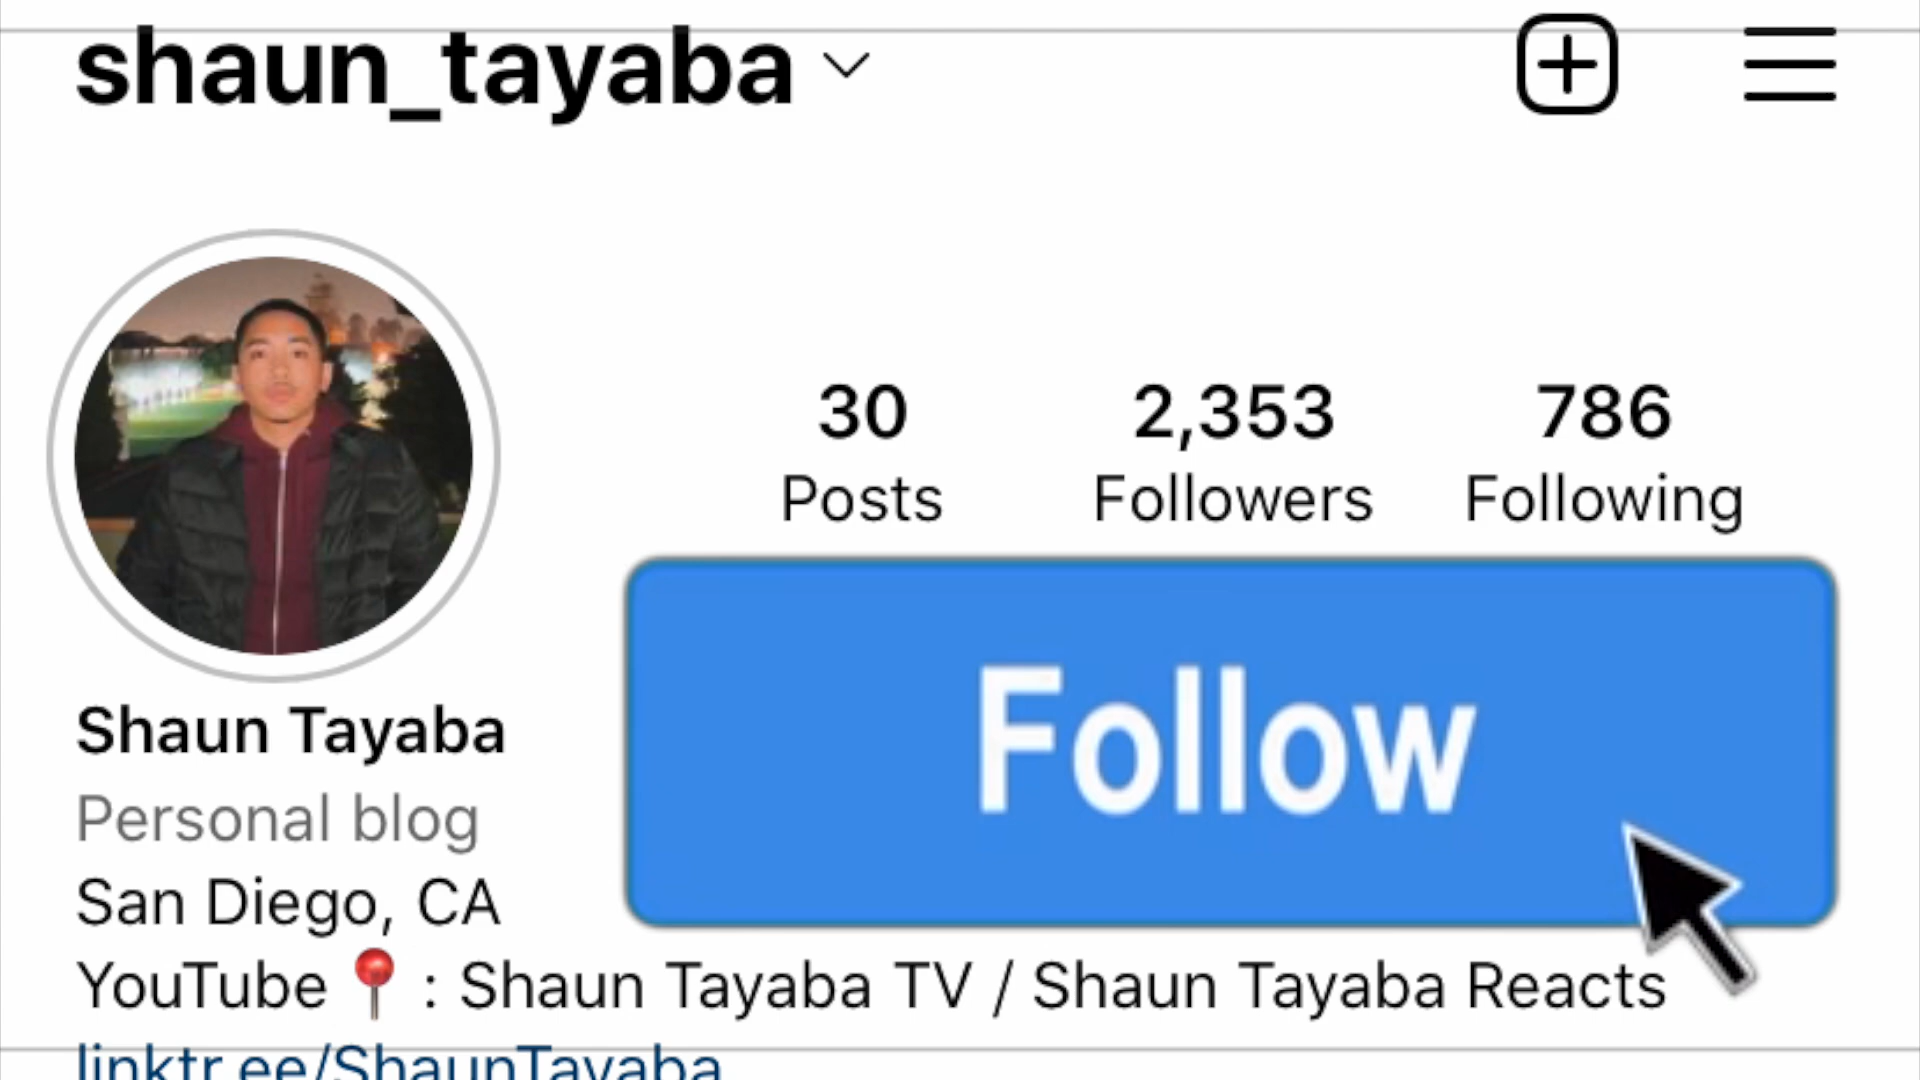 shaun_tayaba
30 2,353 786
Posts Followers Following
Follow
Shaun Tayaba
Personal blog
San Diego, CA
YouTube📍: Shaun Tayaba TV / Shaun Tayaba Reacts
linktr.ee/ShaunTayaba